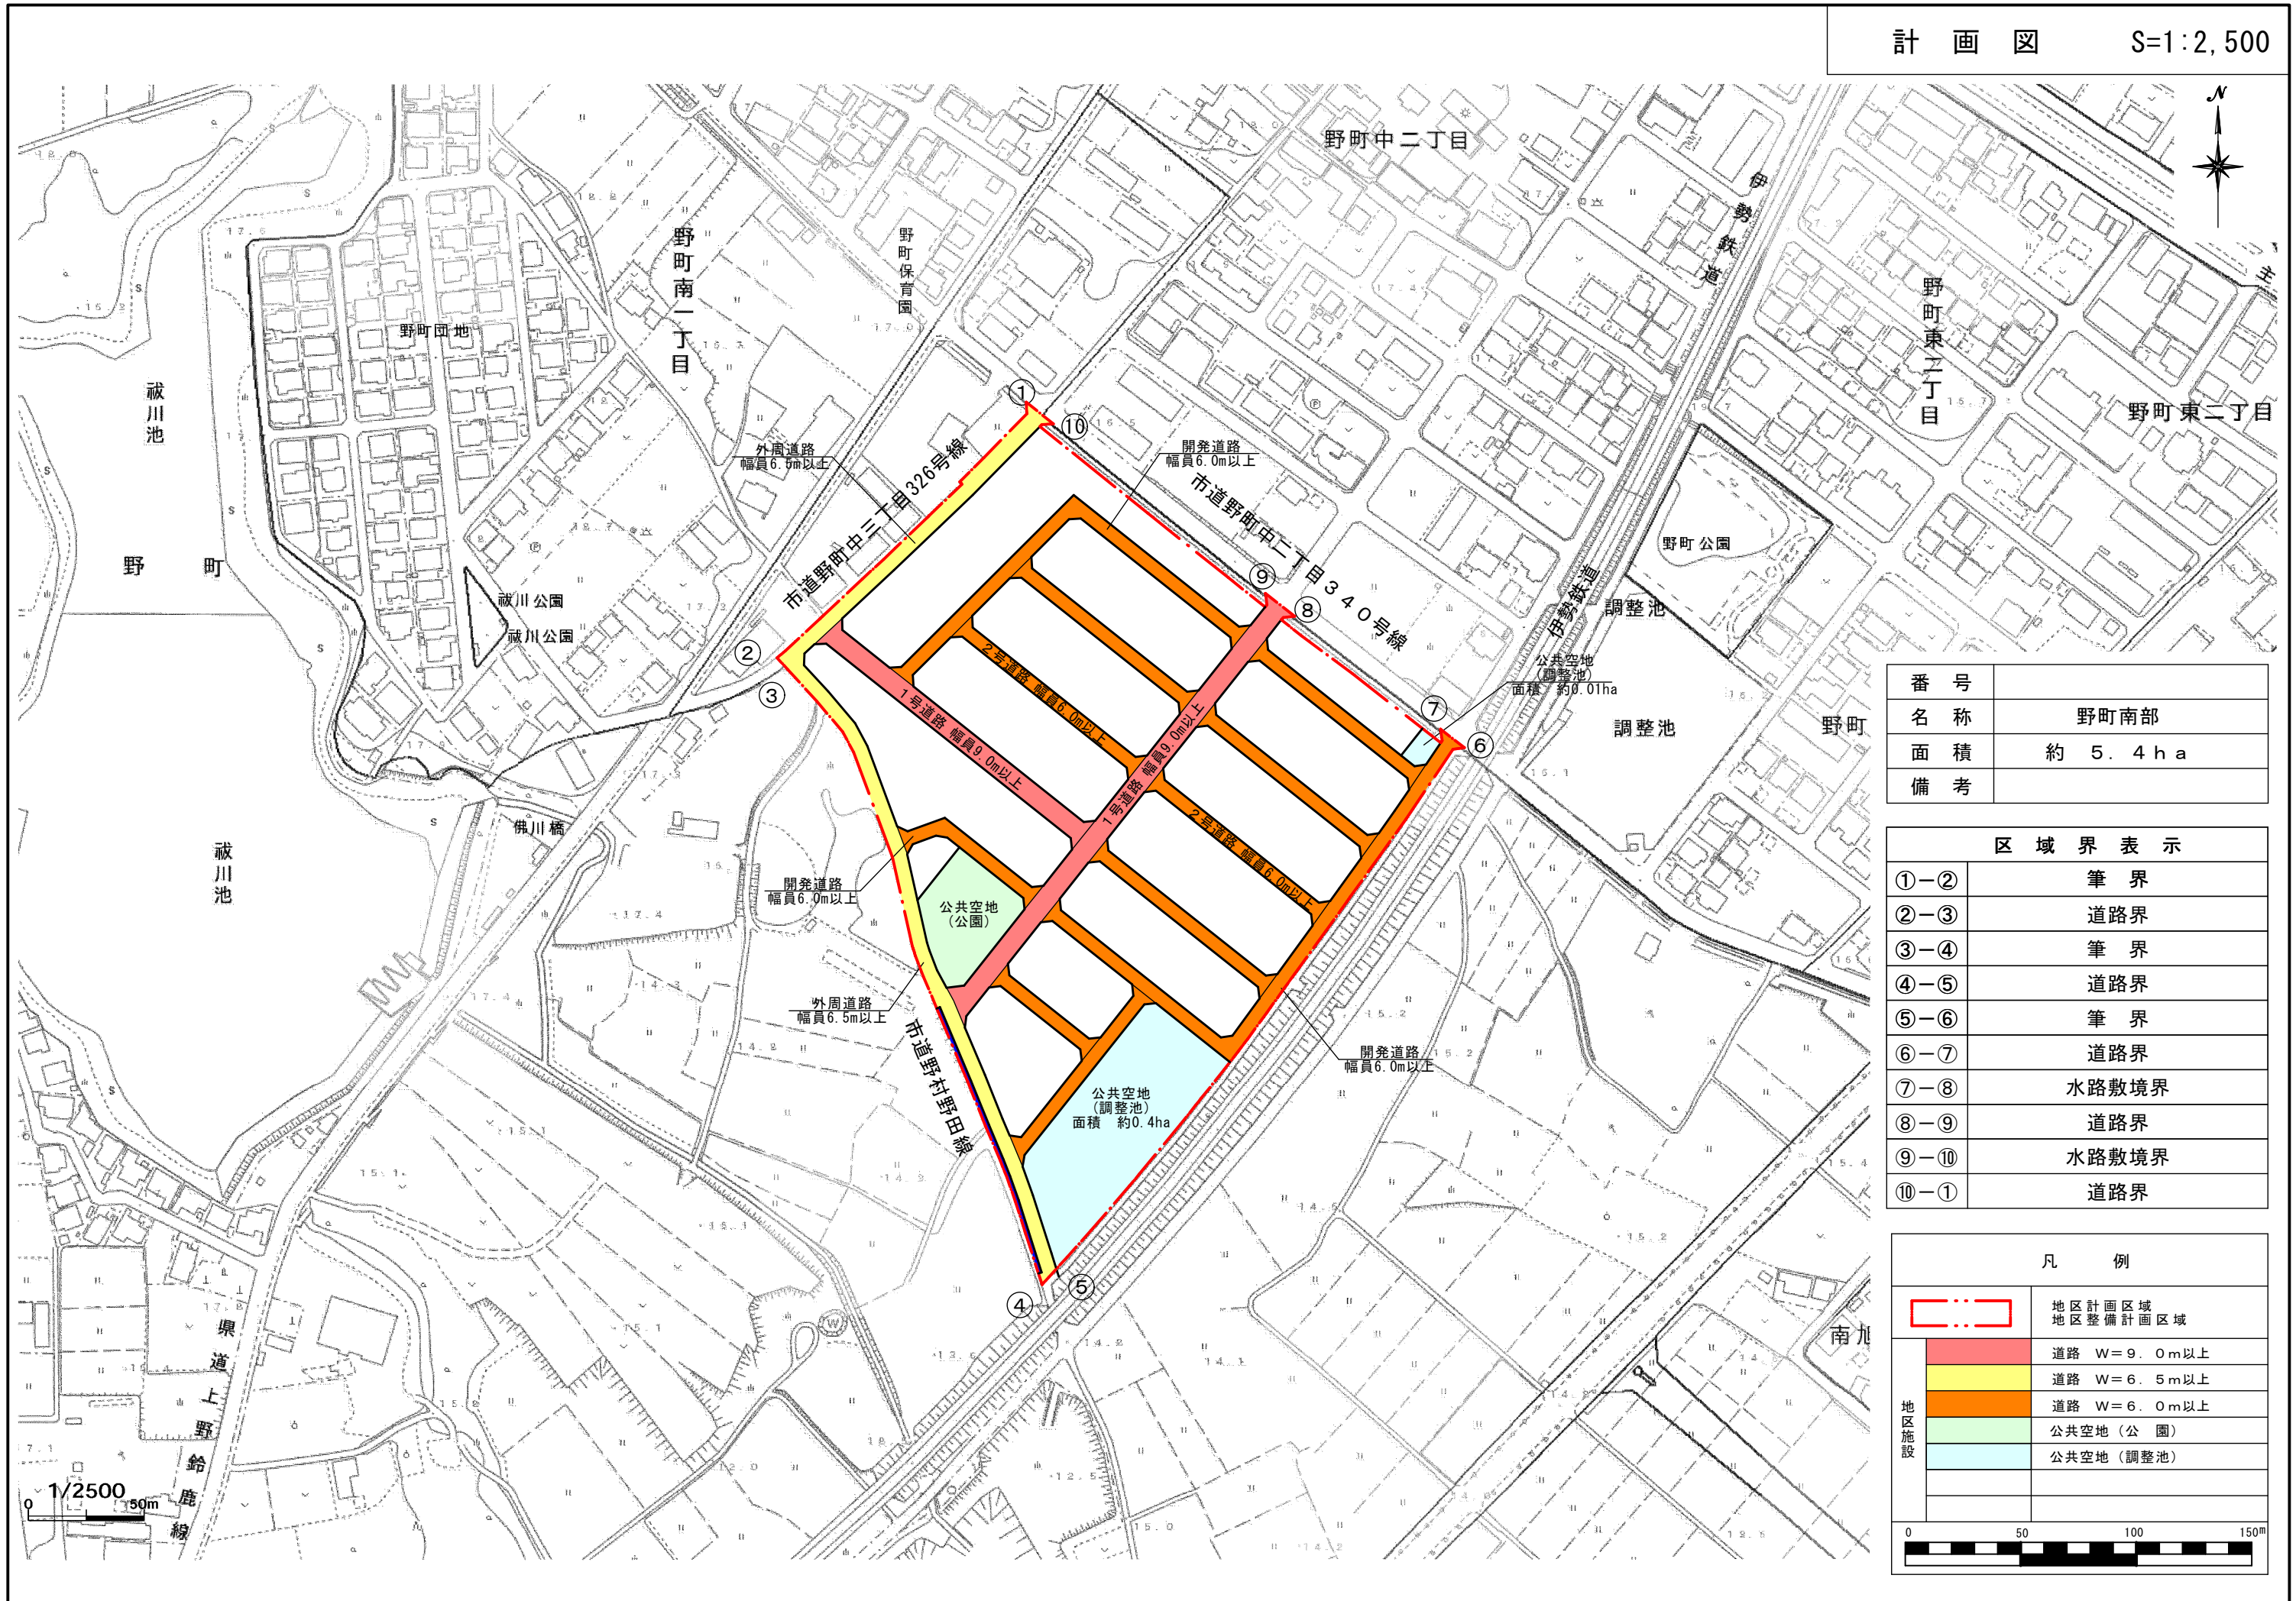 計画図 S=1:2,500
N
野町中二丁目
伊勢鉄道
野町南一丁目
野町保育園
野町東二丁目
野町東二丁目
主
野町団地
祓川池
①
⑩
外周道路
幅員6.5m以上
開発道路
幅員6.0m以上
市道野町中三丁目326号線
市道野町中二丁目340号線
野町公園
野町
祓川公園
祓川公園
⑨
⑧
伊勢鉄道
調整池
②
③
2号道路 幅員6.0m以上
1号道路 幅員9.0m以上
1号道路 幅員9.0m以上
2号道路 幅員6.0m以上
公共空地
(調整池)
面積 約0.01ha
⑦
⑥
調整池
野町
佛川橋
祓川池
開発道路
幅員6.0m以上
公共空地
(公園)
外周道路
幅員6.5m以上
市道野村野田線
開発道路
幅員6.0m以上
公共空地
(調整池)
面積 約0.4ha
④
⑤
W
南旭
県道上野鈴鹿線
1/2500
0 50m
番号
名称 野町南部
面積 約 5.4ha
備考
区域界表示
①-② 筆界
②-③ 道路界
③-④ 筆界
④-⑤ 道路界
⑤-⑥ 筆界
⑥-⑦ 道路界
⑦-⑧ 水路敷境界
⑧-⑨ 道路界
⑨-⑩ 水路敷境界
⑩-① 道路界
凡例
地区計画区域
地区整備計画区域
地区施設
道路 W=9.0m以上
道路 W=6.5m以上
道路 W=6.0m以上
公共空地(公園)
公共空地(調整池)
0 50 100 150m